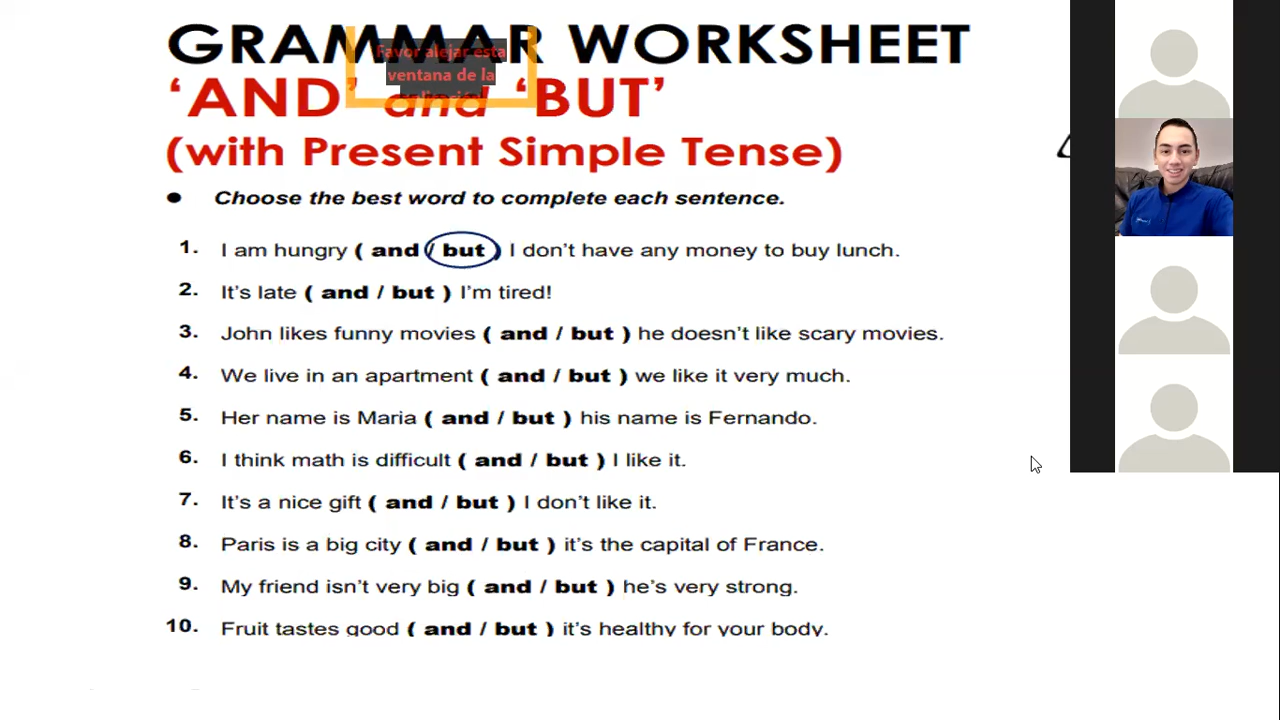 GRAMMAR WORKSHEET
Favor alejar esta
ventana de la
'AND' and 'BUT'
(with Present Simple Tense)
● Choose the best word to complete each sentence.
1. I am hungry ( and / but ) I don't have any money to buy lunch.
2. It's late ( and / but ) I'm tired!
3. John likes funny movies ( and / but ) he doesn't like scary movies.
4. We live in an apartment ( and / but ) we like it very much.
5. Her name is Maria ( and / but ) his name is Fernando.
6. I think math is difficult ( and / but ) I like it.
7. It's a nice gift ( and / but ) I don't like it.
8. Paris is a big city ( and / but ) it's the capital of France.
9. My friend isn't very big ( and / but ) he's very strong.
10. Fruit tastes good ( and / but ) it's healthy for your body.